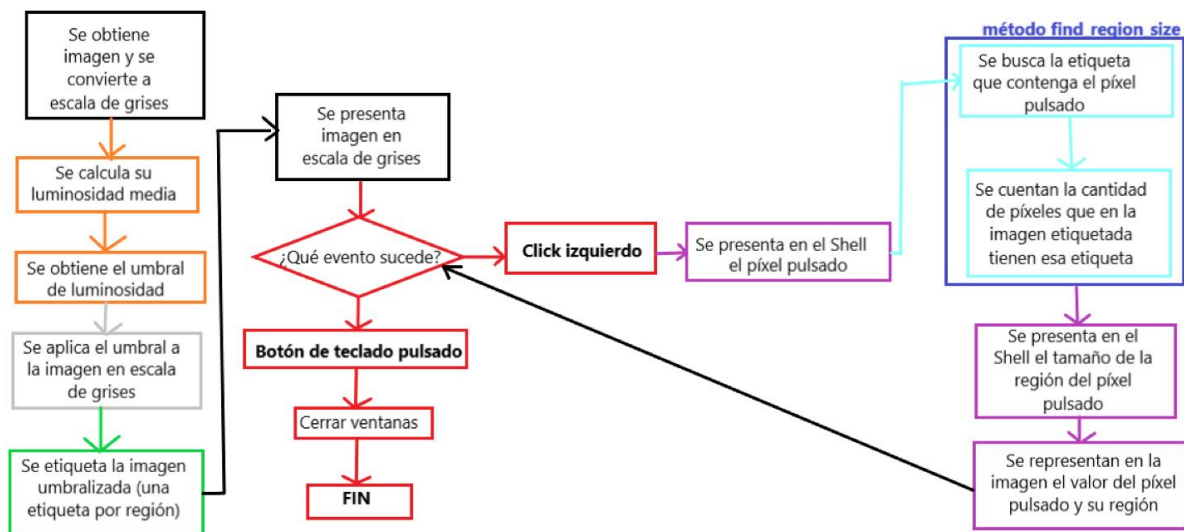 Se obtiene
imagen y se
convierte a
escala de grises
Se calcula su
luminosidad media
Se obtiene el umbral
de luminosidad
Se aplica el umbral a
la imagen en escala
de grises
Se etiqueta la imagen
umbralizada (una
etiqueta por región)
Se presenta
imagen en
escala de grises
¿Qué evento sucede?
Botón de teclado pulsado
Cerrar ventanas
FIN
Click izquierdo
Se presenta en el Shell
el píxel pulsado
método find_region_size
Se busca la etiqueta
que contenga el píxel
pulsado
Se cuentan la cantidad
de píxeles que en la
imagen etiquetada
tienen esa etiqueta
Se presenta en el
Shell el tamaño de la
región del píxel
pulsado
Se representan en la
imagen el valor del píxel
pulsado y su región